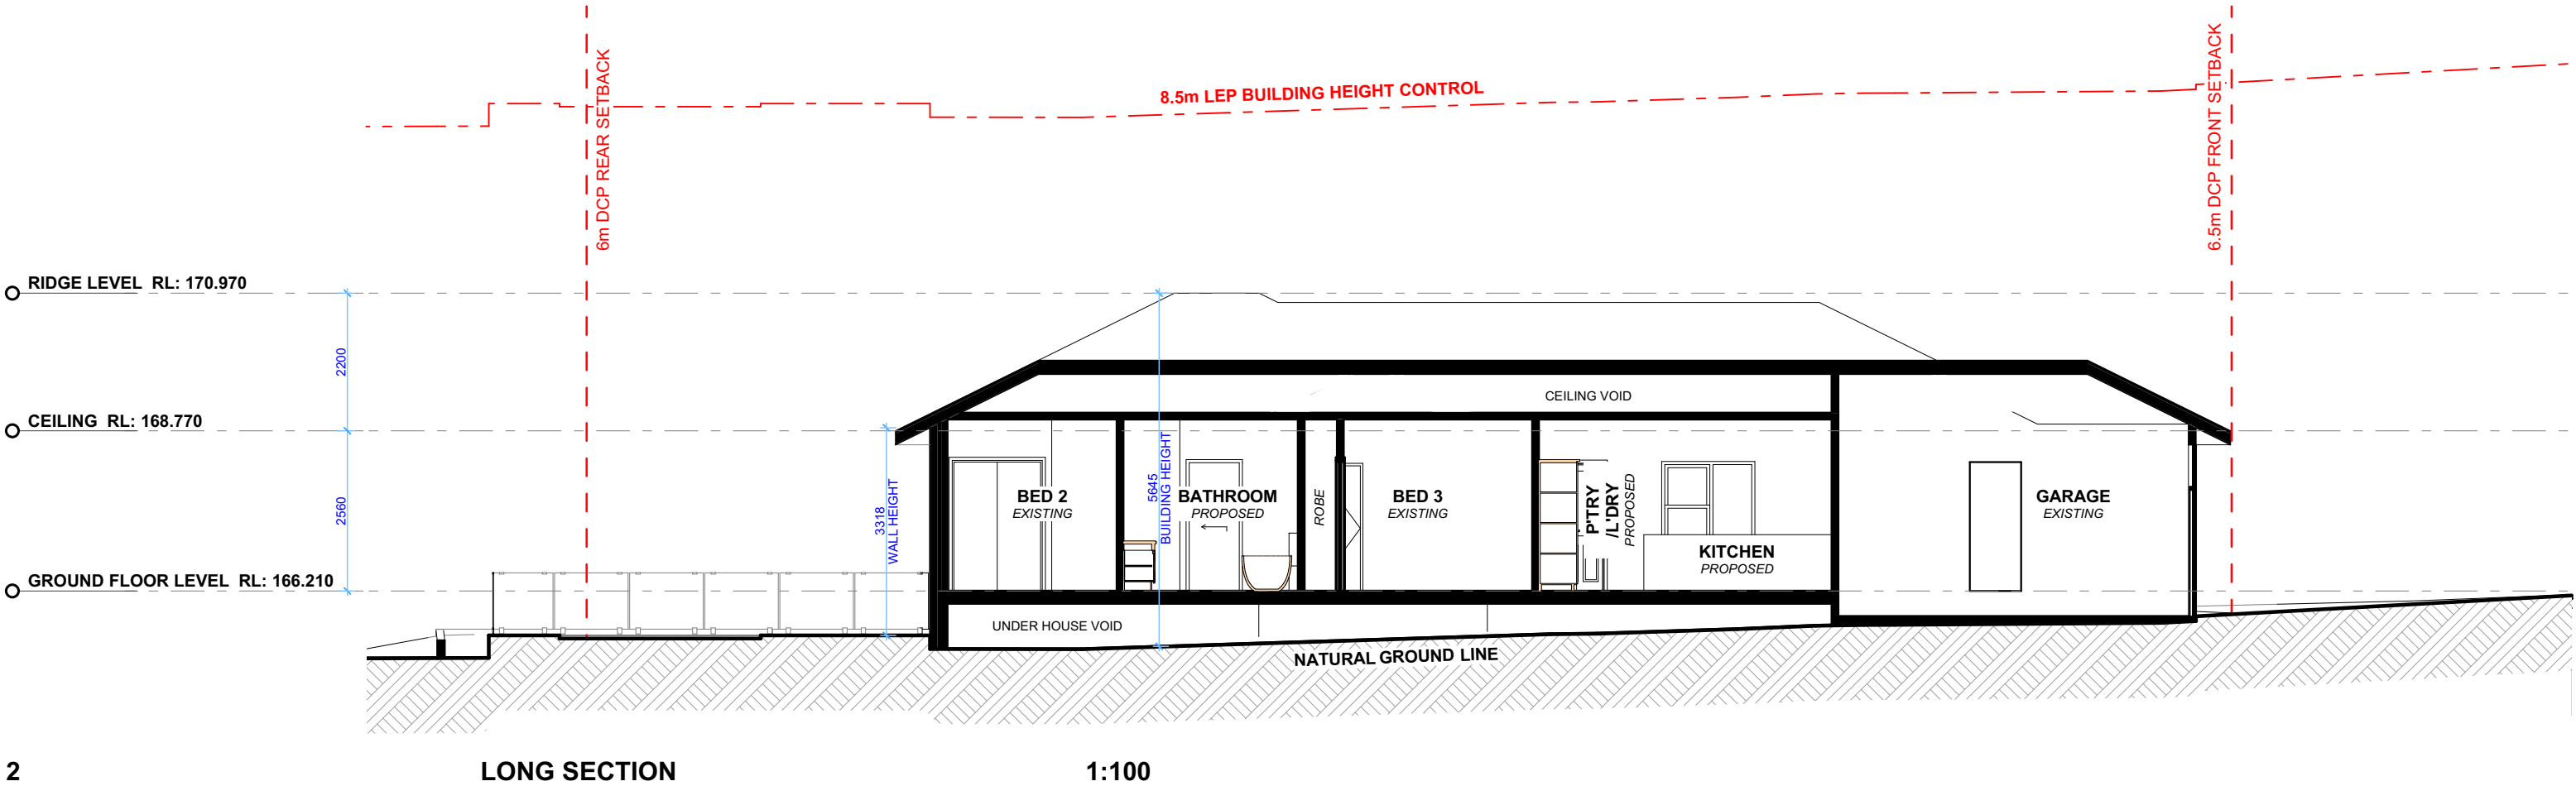 6m DCP REAR SETBACK
8.5m LEP BUILDING HEIGHT CONTROL
6.5m DCP FRONT SETBACK
RIDGE LEVEL RL: 170.970
2200
CEILING VOID
CEILING RL: 168.770
2560
3318
WALL HEIGHT
5645
BUILDING HEIGHT
BED 2
EXISTING
BATHROOM
PROPOSED
ROBE
BED 3
EXISTING
P'TRY
/L'DRY
PROPOSED
KITCHEN
PROPOSED
GARAGE
EXISTING
GROUND FLOOR LEVEL RL: 166.210
UNDER HOUSE VOID
NATURAL GROUND LINE
2 LONG SECTION 1:100